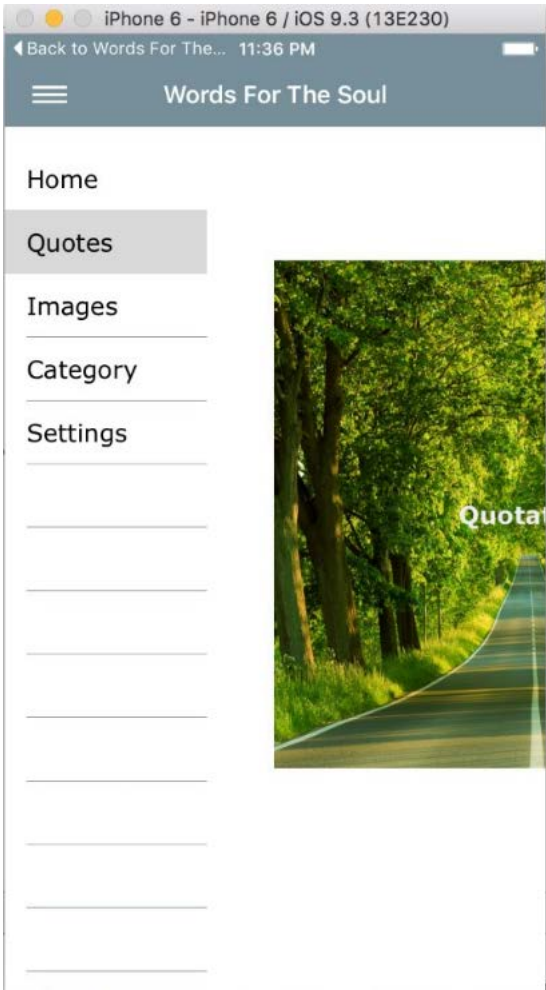 iPhone 6 - iPhone 6 / iOS 9.3 (13E230)
Back to Words For The... 11:36 PM
Words For The Soul
Home
Quotes
Images
Category
Settings